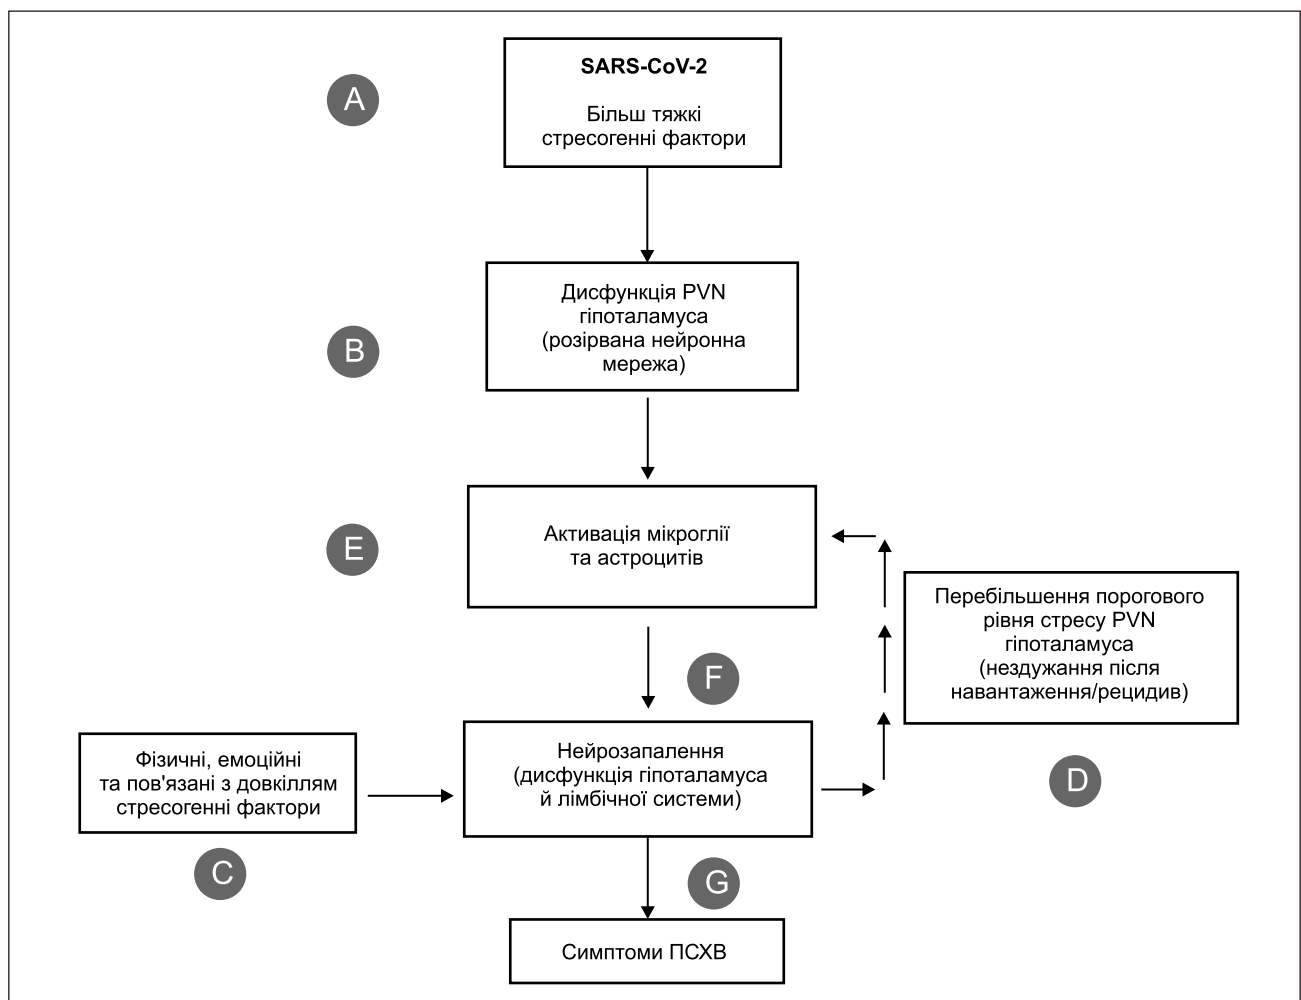 A
SARS-CoV-2
Більш тяжкі
стресогенні фактори
B
Дисфункція PVN
гіпоталамуса
(розірвана нейронна
мережа)
E
Активація мікроглії
та астроцитів
Перебільшення порогового
рівня стресу PVN
гіпоталамуса
(нездужання після
навантаження/рецидив)
F
D
Фізичні, емоційні
та пов'язані з довкіллям
стресогенні фактори
C
Нейрозапалення
(дисфункція гіпоталамуса
й лімбічної системи)
G
Симптоми ПСХВ